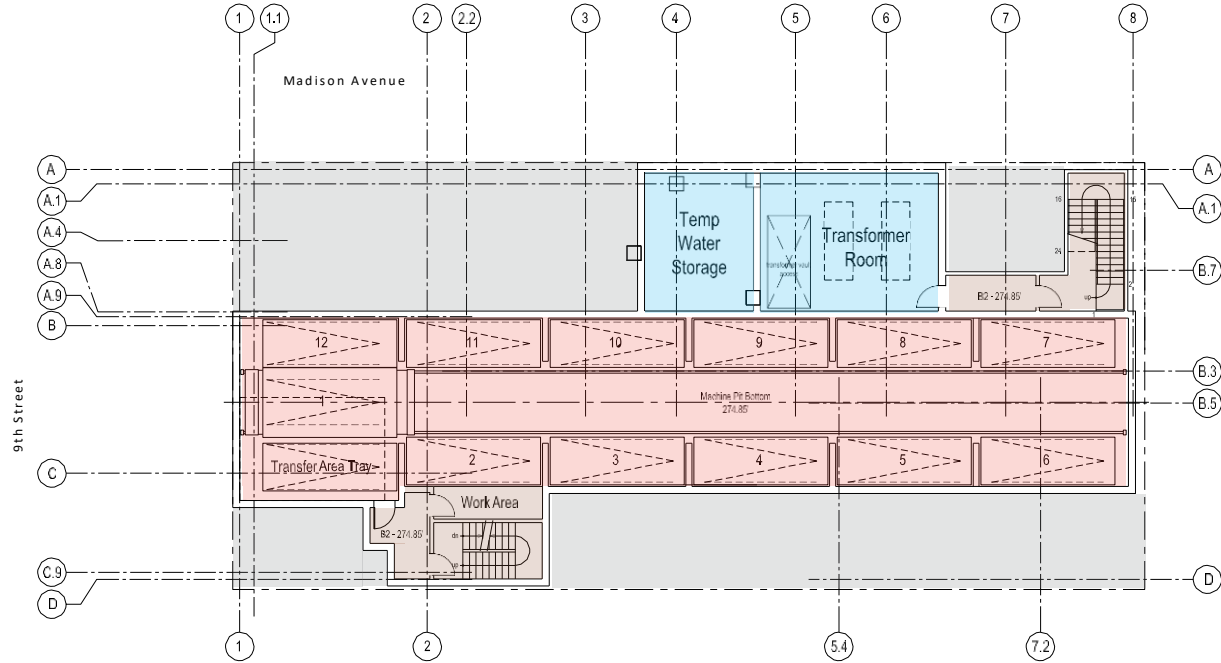 1
1.1
2
2.2
3
4
5
6
7
8
Madison Avenue
A
A
A.1
A.1
A.4
A.8
A.9
B
Temp
Water
Storage
Transformer
Room
X
B2 - 274.85'
16
15
24
2
up
B.7
12
11
10
9
8
7
B.3
1
Machine Pit Bottom
274.85'
B.5
9th Street
C
Transfer Area Tray
2
3
4
5
6
Work Area
B2 - 274.85'
dn
up
C.9
D
D
1
2
5.4
7.2